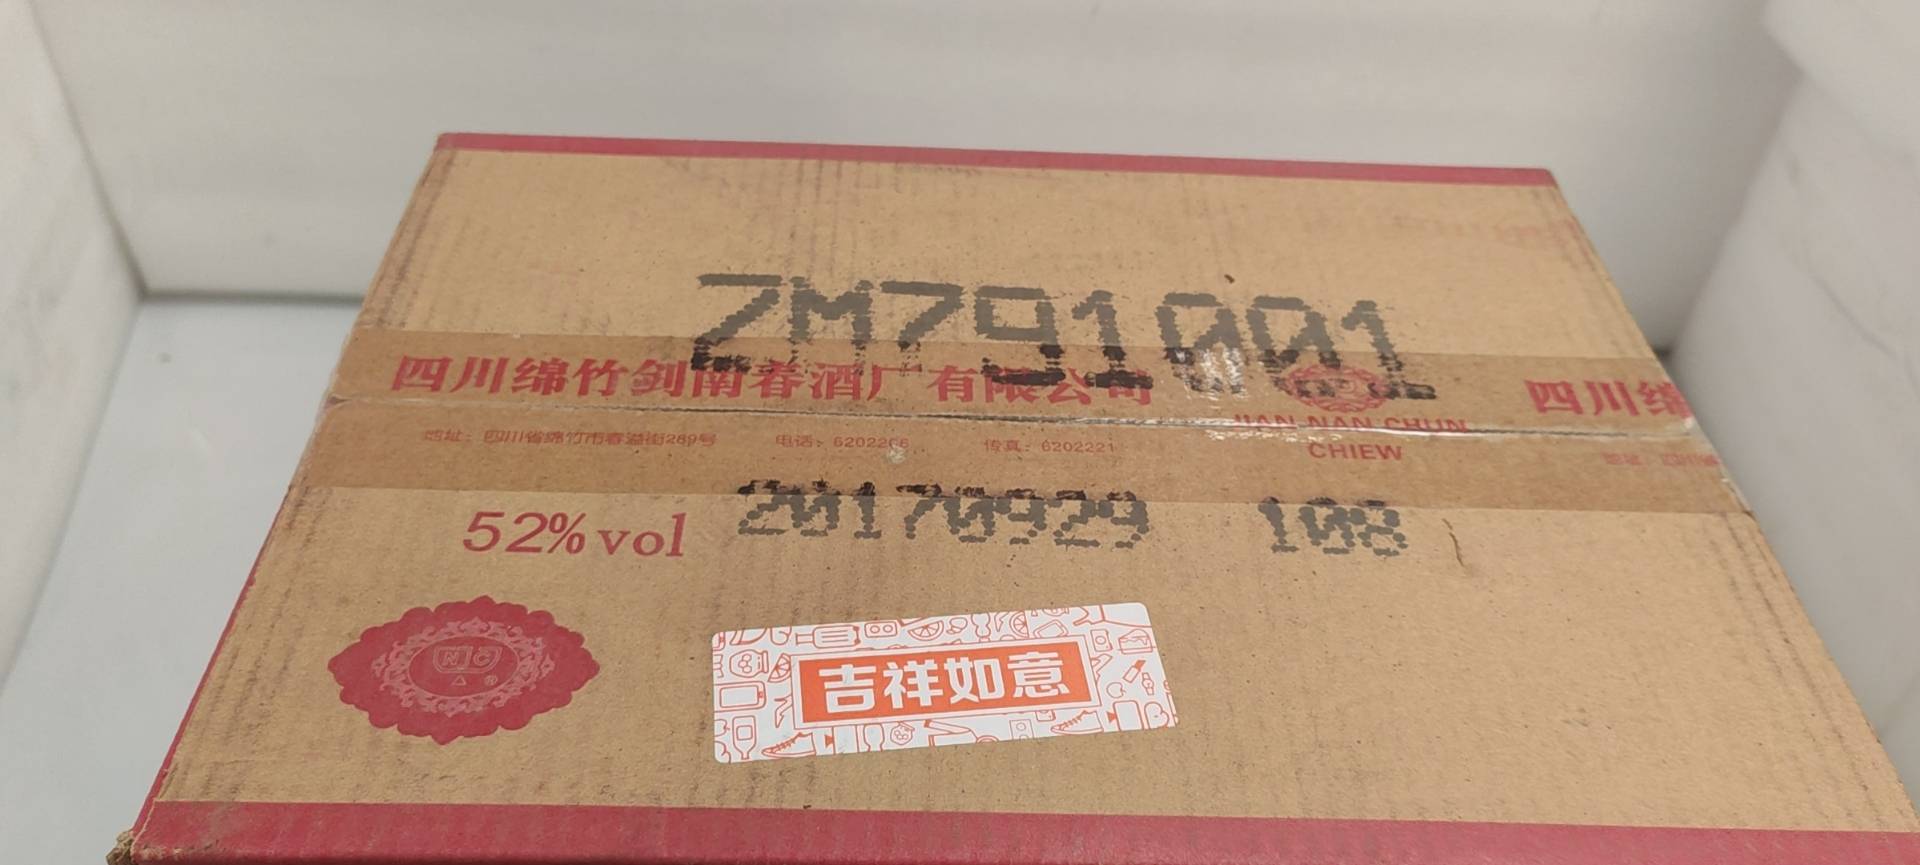 ZM791001
四川绵竹剑南春酒厂有限公司 四川绵
JIAN NAN CHUN
CHIEW
地址：四川省绵竹市春溢街289号 电话：6202266 传真：6202221
52%vol 20170929 108
吉祥如意